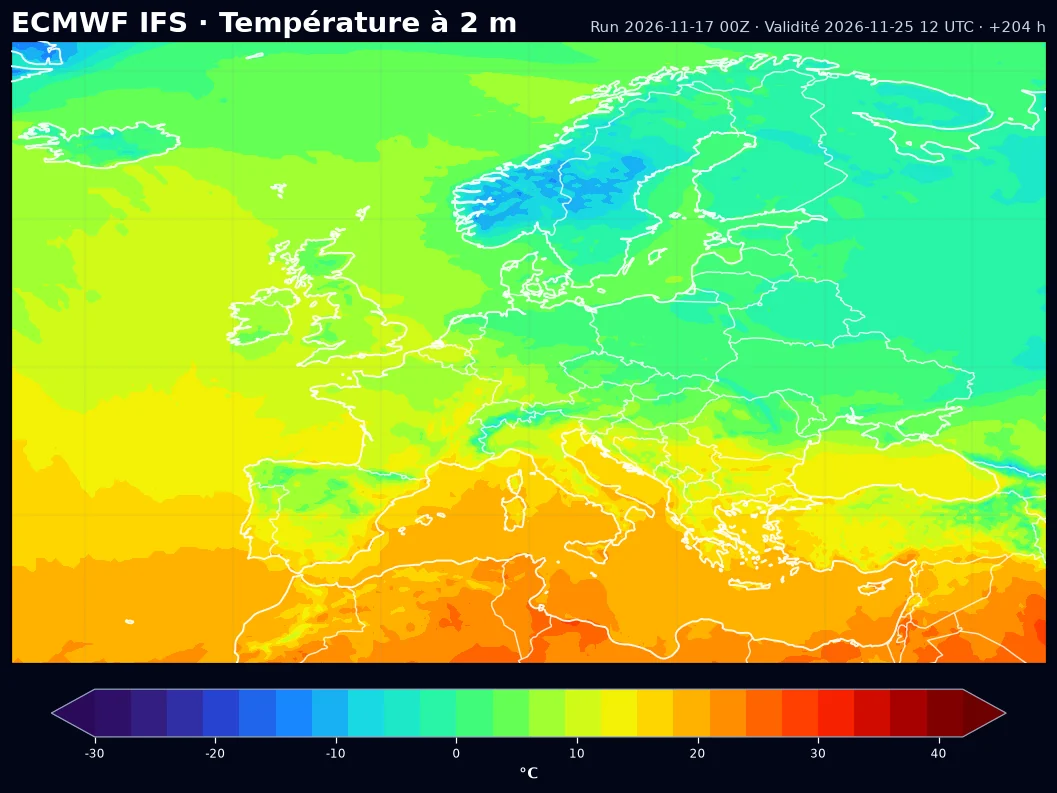 ECMWF IFS · Température à 2 m
Run 2026-11-17 00Z · Validité 2026-11-25 12 UTC · +204 h
-30 -20 -10 0 10 20 30 40
°C